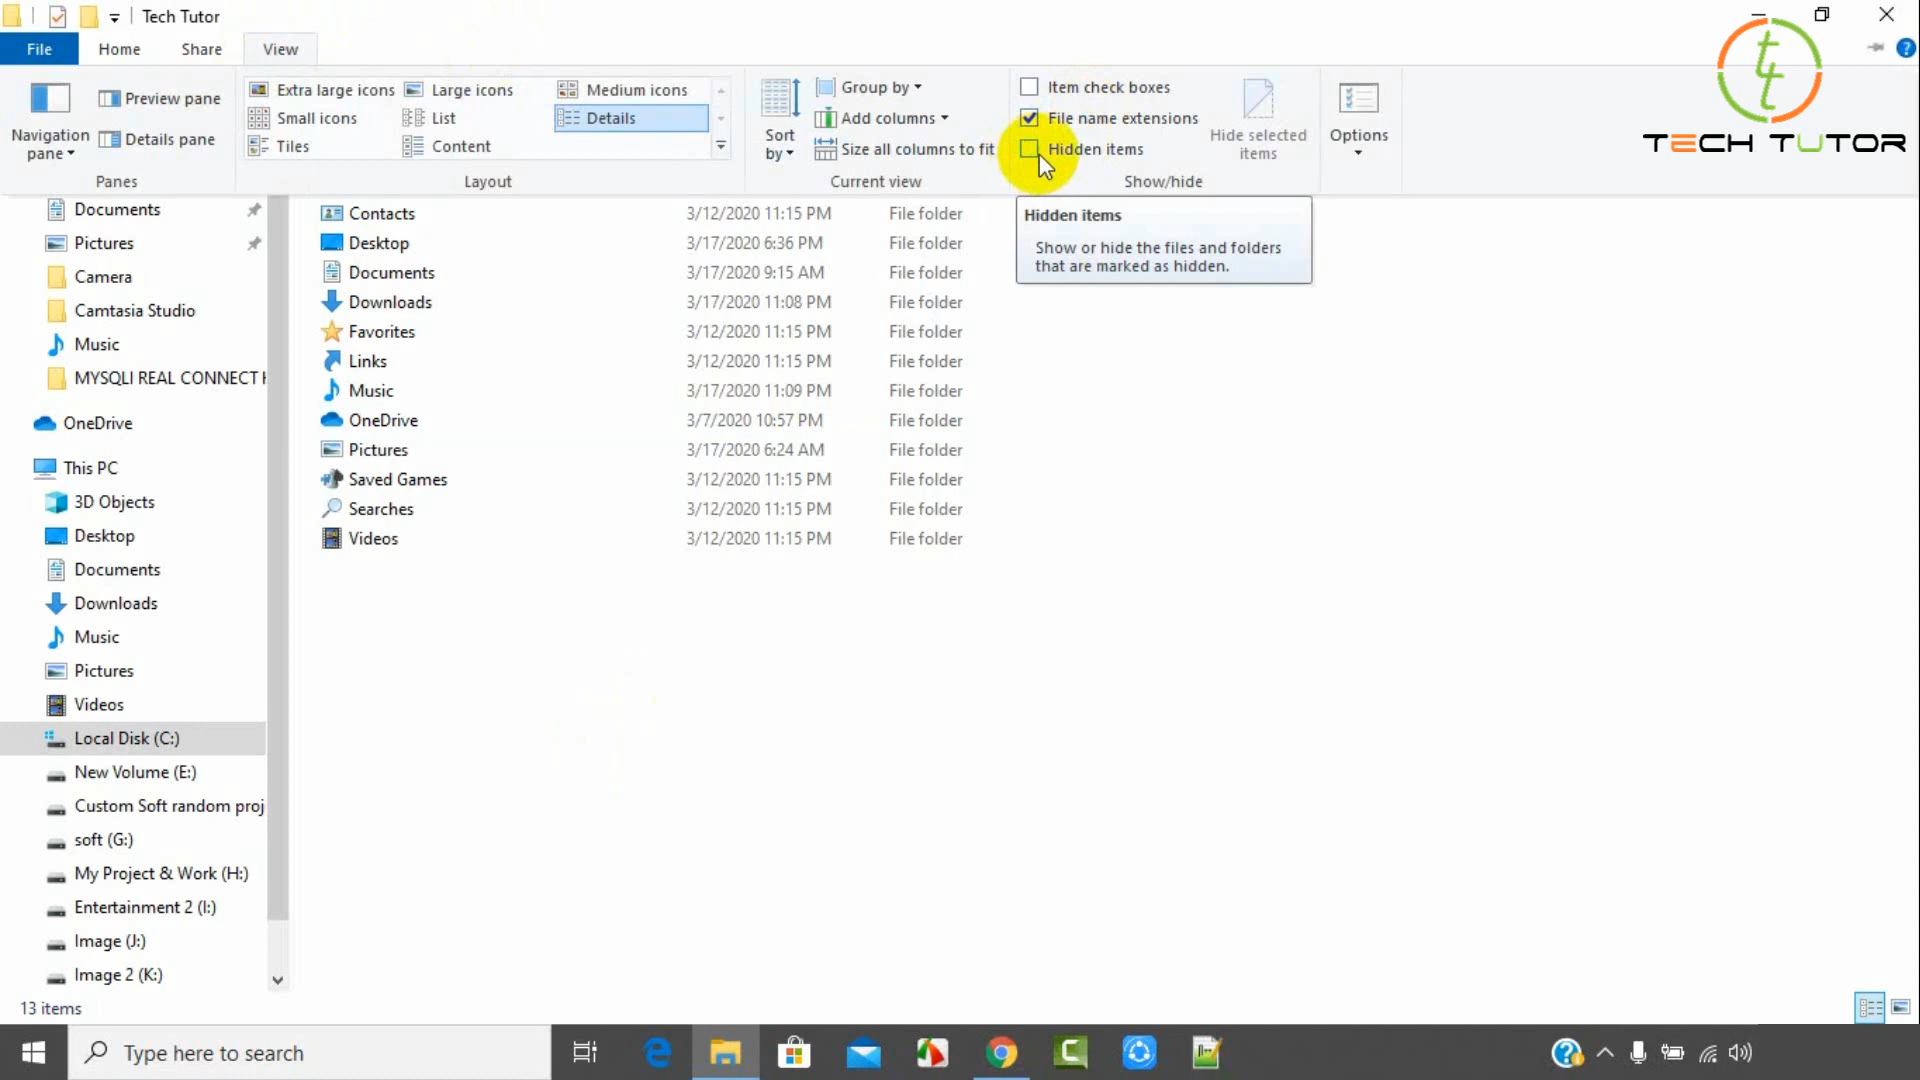 Tech Tutor
File Home Share View
Navigation pane
Preview pane
Details pane
Panes
Extra large icons Large icons Medium icons
Small icons List Details
Tiles Content
Layout
Sort by
Group by
Add columns
Size all columns to fit
Current view
Item check boxes
File name extensions
Hidden items
Hide selected items
Show/hide
Options
TECH TUTOR
Hidden items
Show or hide the files and folders
that are marked as hidden.
Documents
Pictures
Camera
Camtasia Studio
Music
MYSQLI REAL CONNECT
OneDrive
This PC
3D Objects
Desktop
Documents
Downloads
Music
Pictures
Videos
Local Disk (C:)
New Volume (E:)
Custom Soft random proj
soft (G:)
My Project & Work (H:)
Entertainment 2 (I:)
Image (J:)
Image 2 (K:)
Contacts 3/12/2020 11:15 PM File folder
Desktop 3/17/2020 6:36 PM File folder
Documents 3/17/2020 9:15 AM File folder
Downloads 3/17/2020 11:08 PM File folder
Favorites 3/12/2020 11:15 PM File folder
Links 3/12/2020 11:15 PM File folder
Music 3/17/2020 11:09 PM File folder
OneDrive 3/7/2020 10:57 PM File folder
Pictures 3/17/2020 6:24 AM File folder
Saved Games 3/12/2020 11:15 PM File folder
Searches 3/12/2020 11:15 PM File folder
Videos 3/12/2020 11:15 PM File folder
13 items
Type here to search